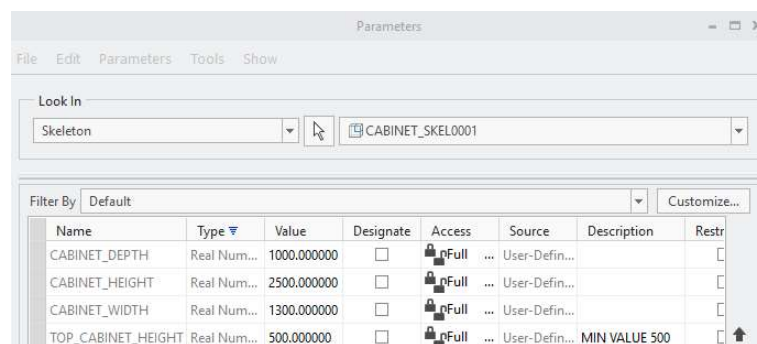 Parameters
File Edit Parameters Tools Show
Look In
Skeleton CABINET_SKEL0001
Filter By Default Customize...
Name Type Value Designate Access Source Description Restr
CABINET_DEPTH Real Num... 1000.000000 Full ... User-Defin...
CABINET_HEIGHT Real Num... 2500.000000 Full ... User-Defin...
CABINET_WIDTH Real Num... 1300.000000 Full ... User-Defin...
TOP_CABINET_HEIGHT Real Num... 500.000000 Full ... User-Defin... MIN VALUE 500